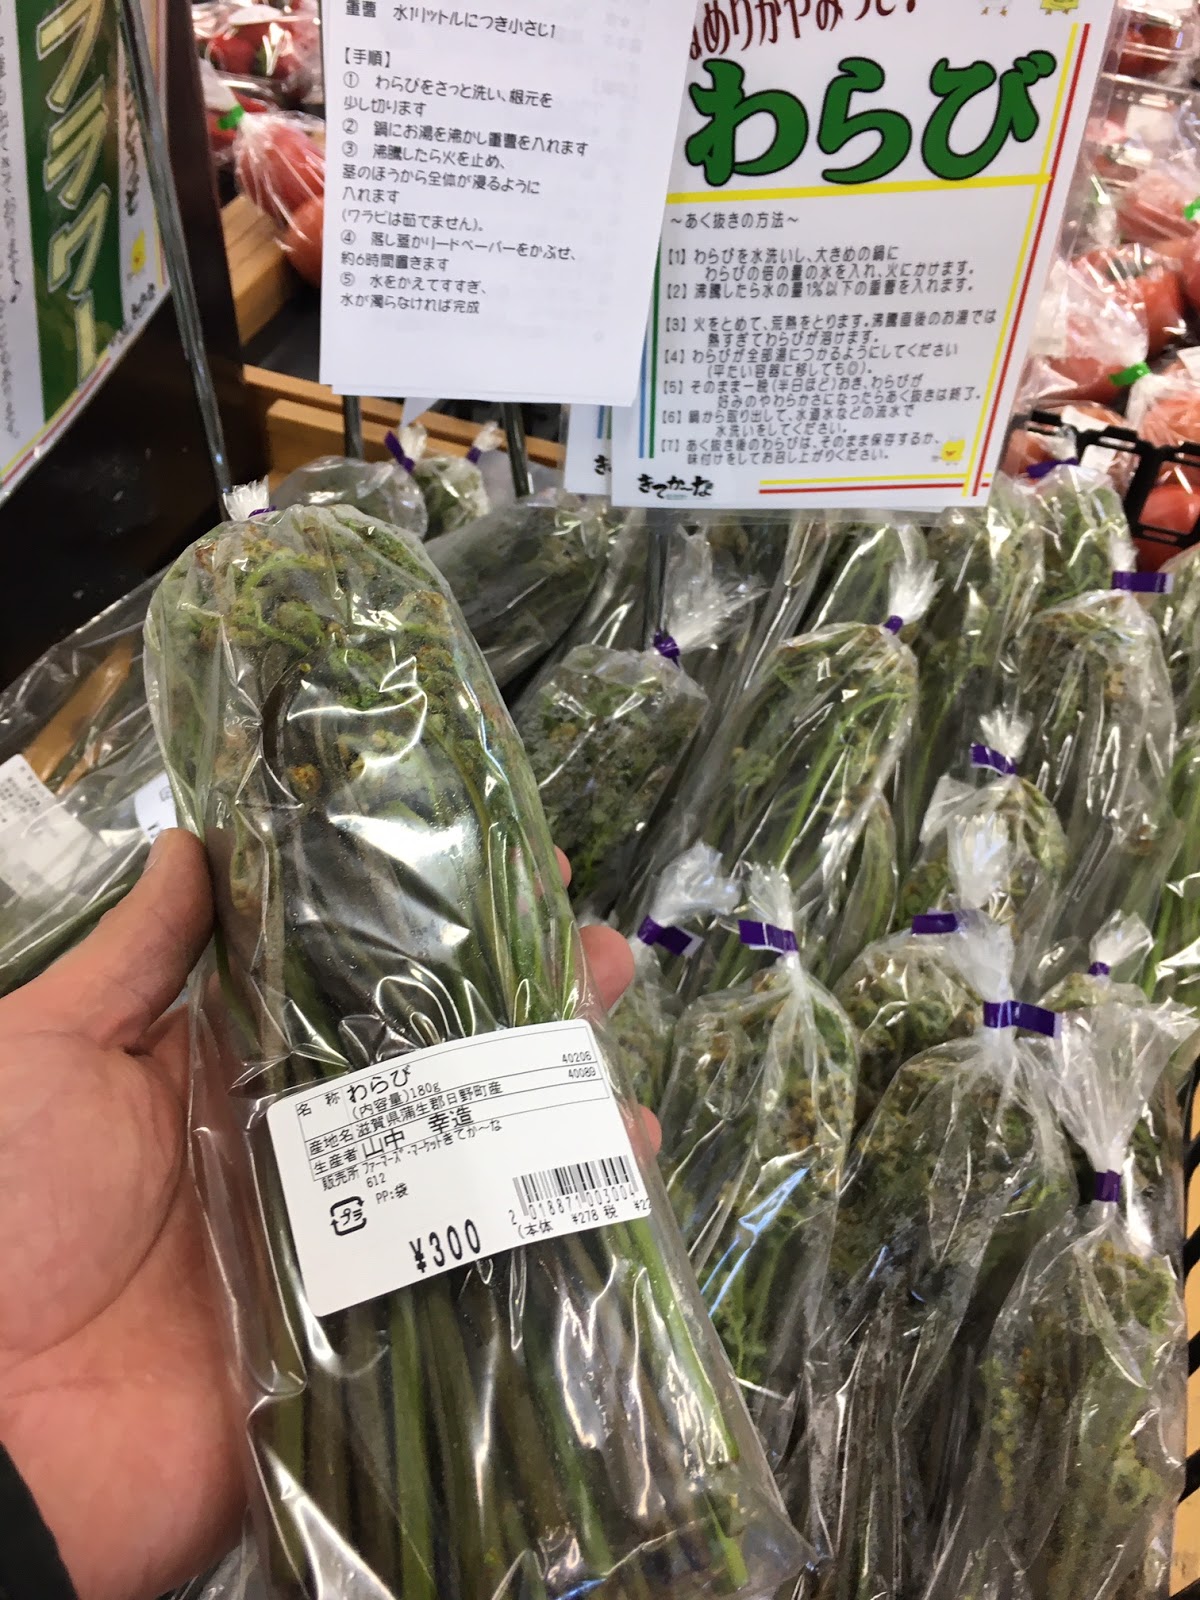 重曹 水1リットルにつき小さじ1
【手順】
① わらびをさっと洗い、根元を
少し切ります
② 鍋にお湯を沸かし重曹を入れます
③ 沸騰したら火を止め、
茎のほうから全体が浸るように
入れます
(ワラビは茹でません)。
④ 落し蓋かリードペーパーをかぶせ、
約6時間置きます
⑤ 水をかえてすすぎ、
水が濁らなければ完成
わらび
～あく抜きの方法～
【1】わらびを水洗いし、大きめの鍋に
わらびの倍の量の水を入れ、火にかけます。
【2】沸騰したら水の量1%以下の重曹を入れます。
【3】火をとめて、荒熱をとります。沸騰直後のお湯では
熱すぎてわらびが溶けます。
【4】わらびが全部湯につかるようにしてください
(平たい容器に移しても◎)。
【5】そのまま一晩(半日ほど)おき、わらびが
好みのやわらかさになったらあく抜きは終了。
【6】鍋から取り出して、水道水などの流水で
水洗いをしてください。
【7】あく抜き後のわらびは、そのまま保存するか、
味付けをしてお召し上がりください。
きてか～な
フラワー
名 称 わらび 40206
(内容量)180g 40089
産地名 滋賀県蒲生郡日野町産
生産者 山中 幸造
販売所 ファーマーズ・マーケットきてか～な
612
プラ PP:袋
¥300
2 018871 00300
(本体 ¥278 税 ¥22